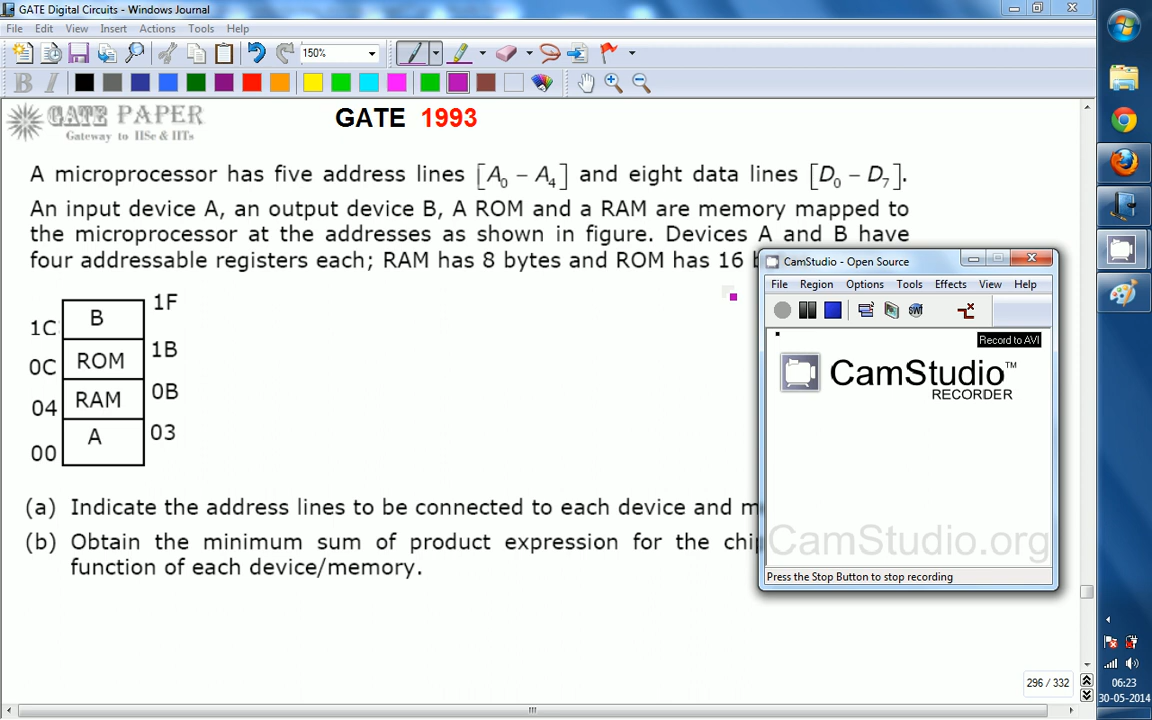 GATE Digital Circuits - Windows Journal
File Edit View Insert Actions Tools Help
150%
B I
GATE PAPER
Gateway to IISc & IITs
GATE 1993
A microprocessor has five address lines [A0 – A4] and eight data lines [D0 – D7].
An input device A, an output device B, A ROM and a RAM are memory mapped to
the microprocessor at the addresses as shown in figure. Devices A and B have
four addressable registers each; RAM has 8 bytes and ROM has 16 b
1F
B
1C
1B
ROM
0C
0B
RAM
04
03
A
00
(a) Indicate the address lines to be connected to each device and m
(b) Obtain the minimum sum of product expression for the chip
function of each device/memory.
CamStudio - Open Source
File Region Options Tools Effects View Help
Record to AVI
CamStudio™
RECORDER
CamStudio.org
Press the Stop Button to stop recording
296 / 332
06:23
30-05-2014